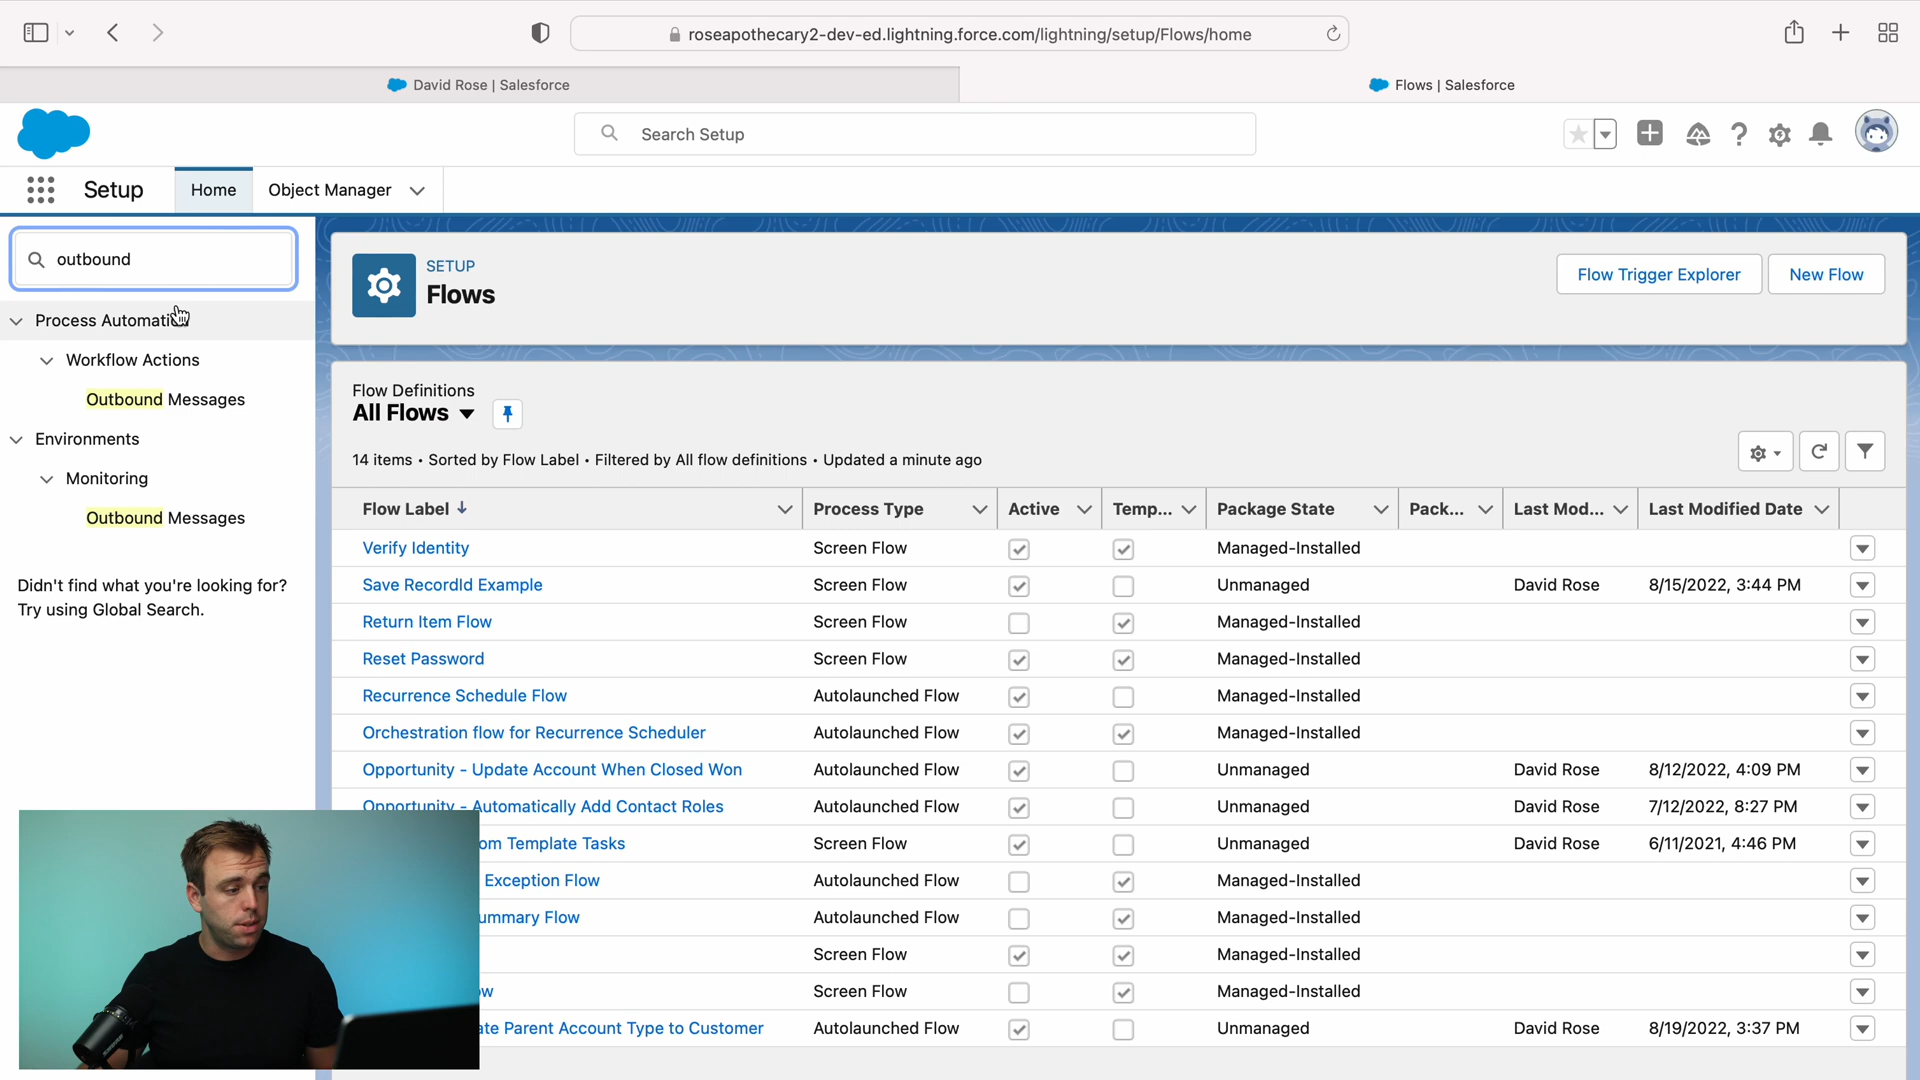 roseapothecary2-dev-ed.lightning.force.com/lightning/setup/Flows/home
David Rose | Salesforce
Flows | Salesforce
Search Setup
Setup
Home
Object Manager
outbound
Process Automati
Workflow Actions
Outbound Messages
Environments
Monitoring
Outbound Messages
Didn't find what you're looking for?
Try using Global Search.
SETUP
Flows
Flow Trigger Explorer
New Flow
Flow Definitions
All Flows
14 items • Sorted by Flow Label • Filtered by All flow definitions • Updated a minute ago
Flow Label Process Type Active Temp... Package State Pack... Last Mod... Last Modified Date
Verify Identity Screen Flow Managed-Installed
Save RecordId Example Screen Flow Unmanaged David Rose 8/15/2022, 3:44 PM
Return Item Flow Screen Flow Managed-Installed
Reset Password Screen Flow Managed-Installed
Recurrence Schedule Flow Autolaunched Flow Managed-Installed
Orchestration flow for Recurrence Scheduler Autolaunched Flow Managed-Installed
Opportunity - Update Account When Closed Won Autolaunched Flow Unmanaged David Rose 8/12/2022, 4:09 PM
Opportunity - Automatically Add Contact Roles Autolaunched Flow Unmanaged David Rose 7/12/2022, 8:27 PM
om Template Tasks Screen Flow Unmanaged David Rose 6/11/2021, 4:46 PM
Exception Flow Autolaunched Flow Managed-Installed
ummary Flow Autolaunched Flow Managed-Installed
Screen Flow Managed-Installed
ow Screen Flow Managed-Installed
ate Parent Account Type to Customer Autolaunched Flow Unmanaged David Rose 8/19/2022, 3:37 PM